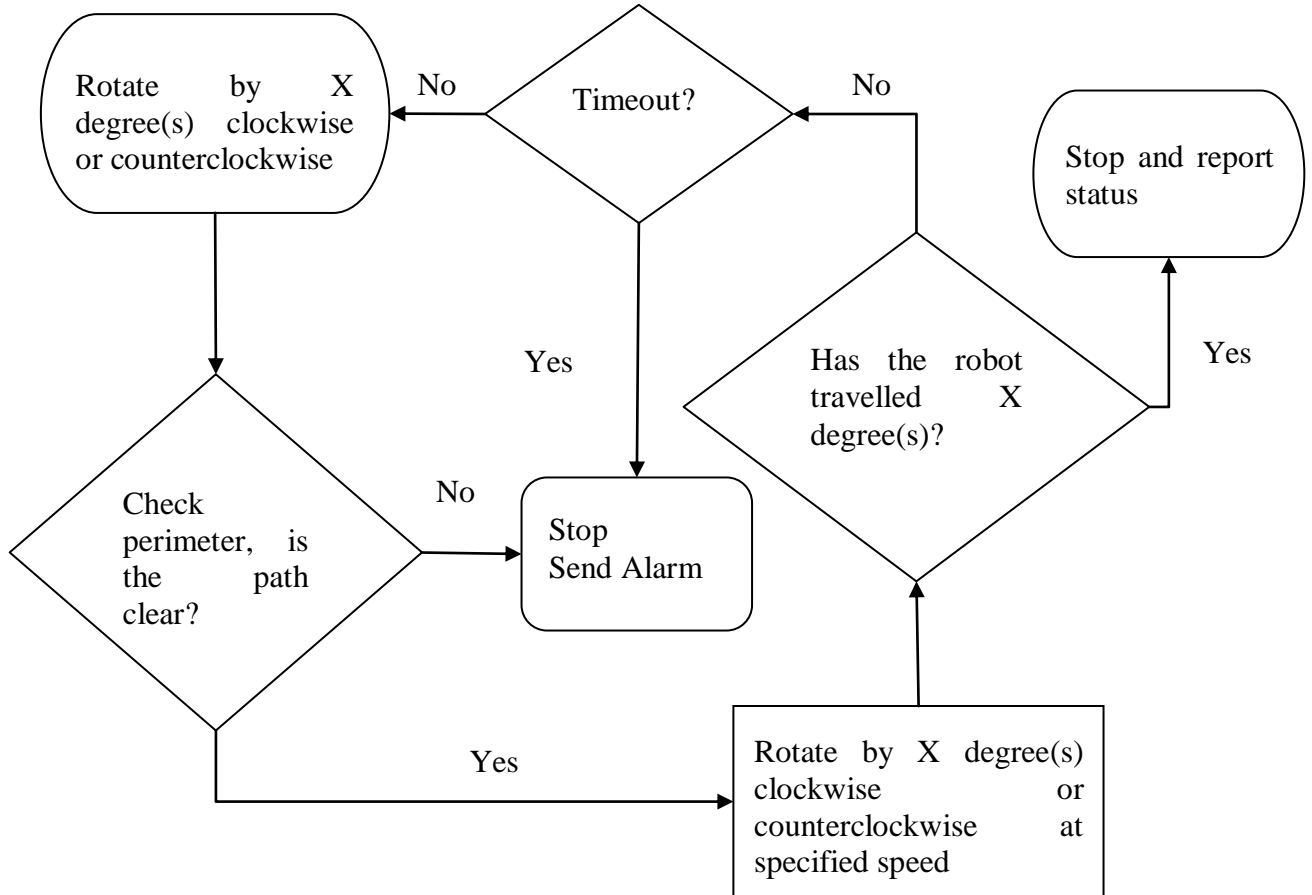 Rotate by X
degree(s) clockwise
or counterclockwise
No
Timeout?
No
Stop and report
status
Yes
Has the robot
travelled X
degree(s)?
Yes
Check
perimeter, is
the path
clear?
No
Stop
Send Alarm
Yes
Rotate by X degree(s)
clockwise or
counterclockwise at
specified speed